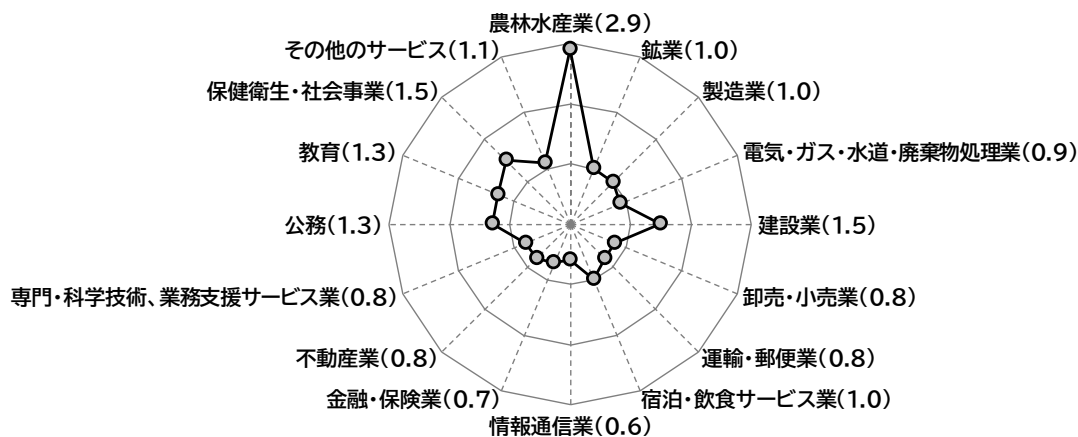 農林水産業(2.9)
鉱業(1.0)
製造業(1.0)
電気・ガス・水道・廃棄物処理業(0.9)
建設業(1.5)
卸売・小売業(0.8)
運輸・郵便業(0.8)
宿泊・飲食サービス業(1.0)
情報通信業(0.6)
金融・保険業(0.7)
不動産業(0.8)
専門・科学技術、業務支援サービス業(0.8)
公務(1.3)
教育(1.3)
保健衛生・社会事業(1.5)
その他のサービス(1.1)